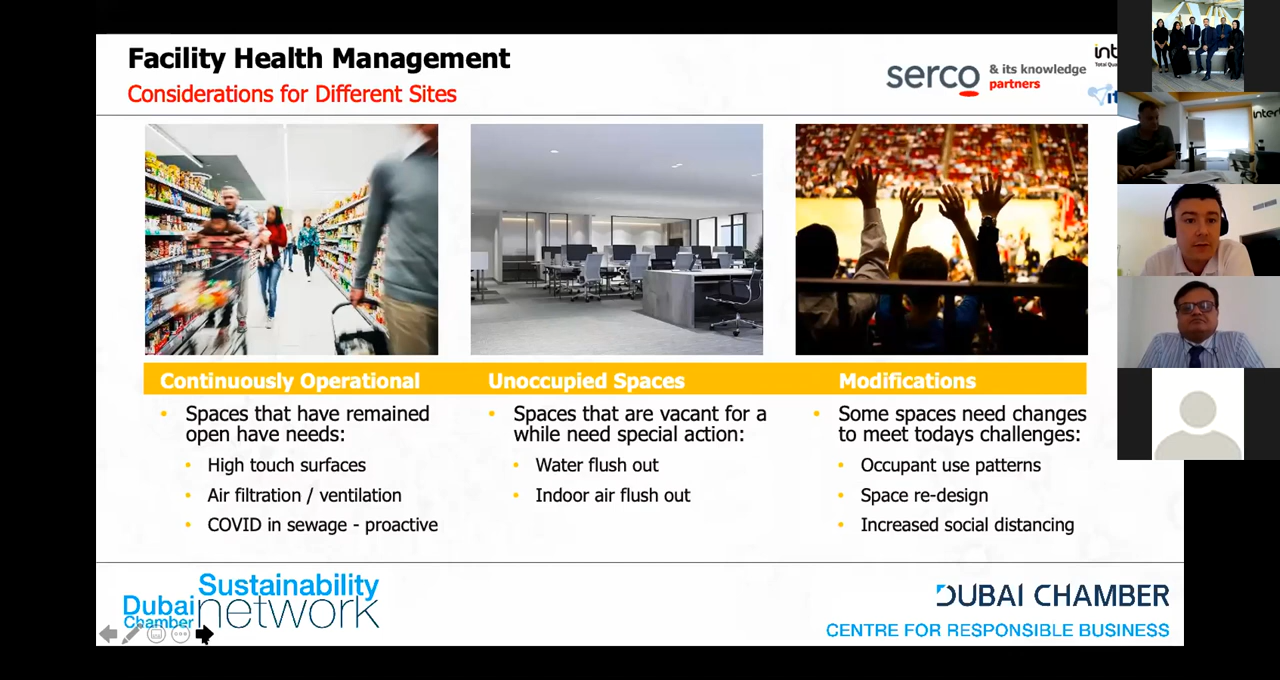 Facility Health Management
Considerations for Different Sites
serco
& its knowledge
partners
Continuously Operational
Spaces that have remained
open have needs:
High touch surfaces
Air filtration / ventilation
COVID in sewage - proactive
Unoccupied Spaces
Spaces that are vacant for a
while need special action:
Water flush out
Indoor air flush out
Modifications
Some spaces need changes
to meet todays challenges:
Occupant use patterns
Space re-design
Increased social distancing
Dubai
Chamber
Sustainability
network
DUBAI CHAMBER
CENTRE FOR RESPONSIBLE BUSINESS